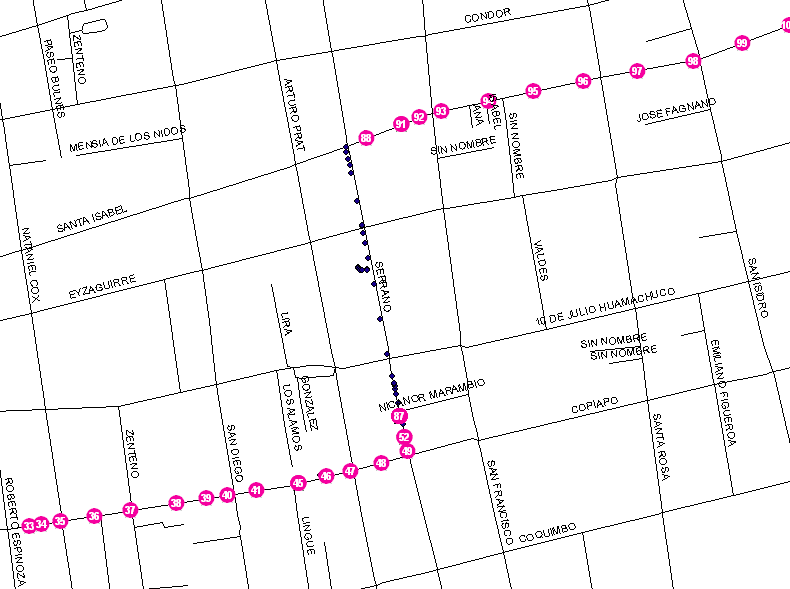 CONDOR
PASEO BULNES
ZENTENO
ARTURO PRAT
100
99
98
97
96
95
94
93
92
91
88
ANA
ISABEL
JOSE FAGNANO
MENSIA DE LOS NIDOS
SIN NOMBRE
SIN NOMBRE
SANTA ISABEL
NATANIEL COX
VALDES
SAN ISIDRO
EYZAGUIRRE
SERRANO
10 DE JULIO HUAMACHUCO
LIRA
SIN NOMBRE
SIN NOMBRE
EMILIANO FIGUEROA
GONZALEZ
LOS ALAMOS
NICANOR MARAMBIO
COPIAPO
87
52
49
48
47
46
45
41
40
39
38
37
36
35
34
33
ZENTENO
SAN DIEGO
SANTA ROSA
SAN FRANCISCO
ROBERTO ESPINOZA
LINGUE
COQUIMBO